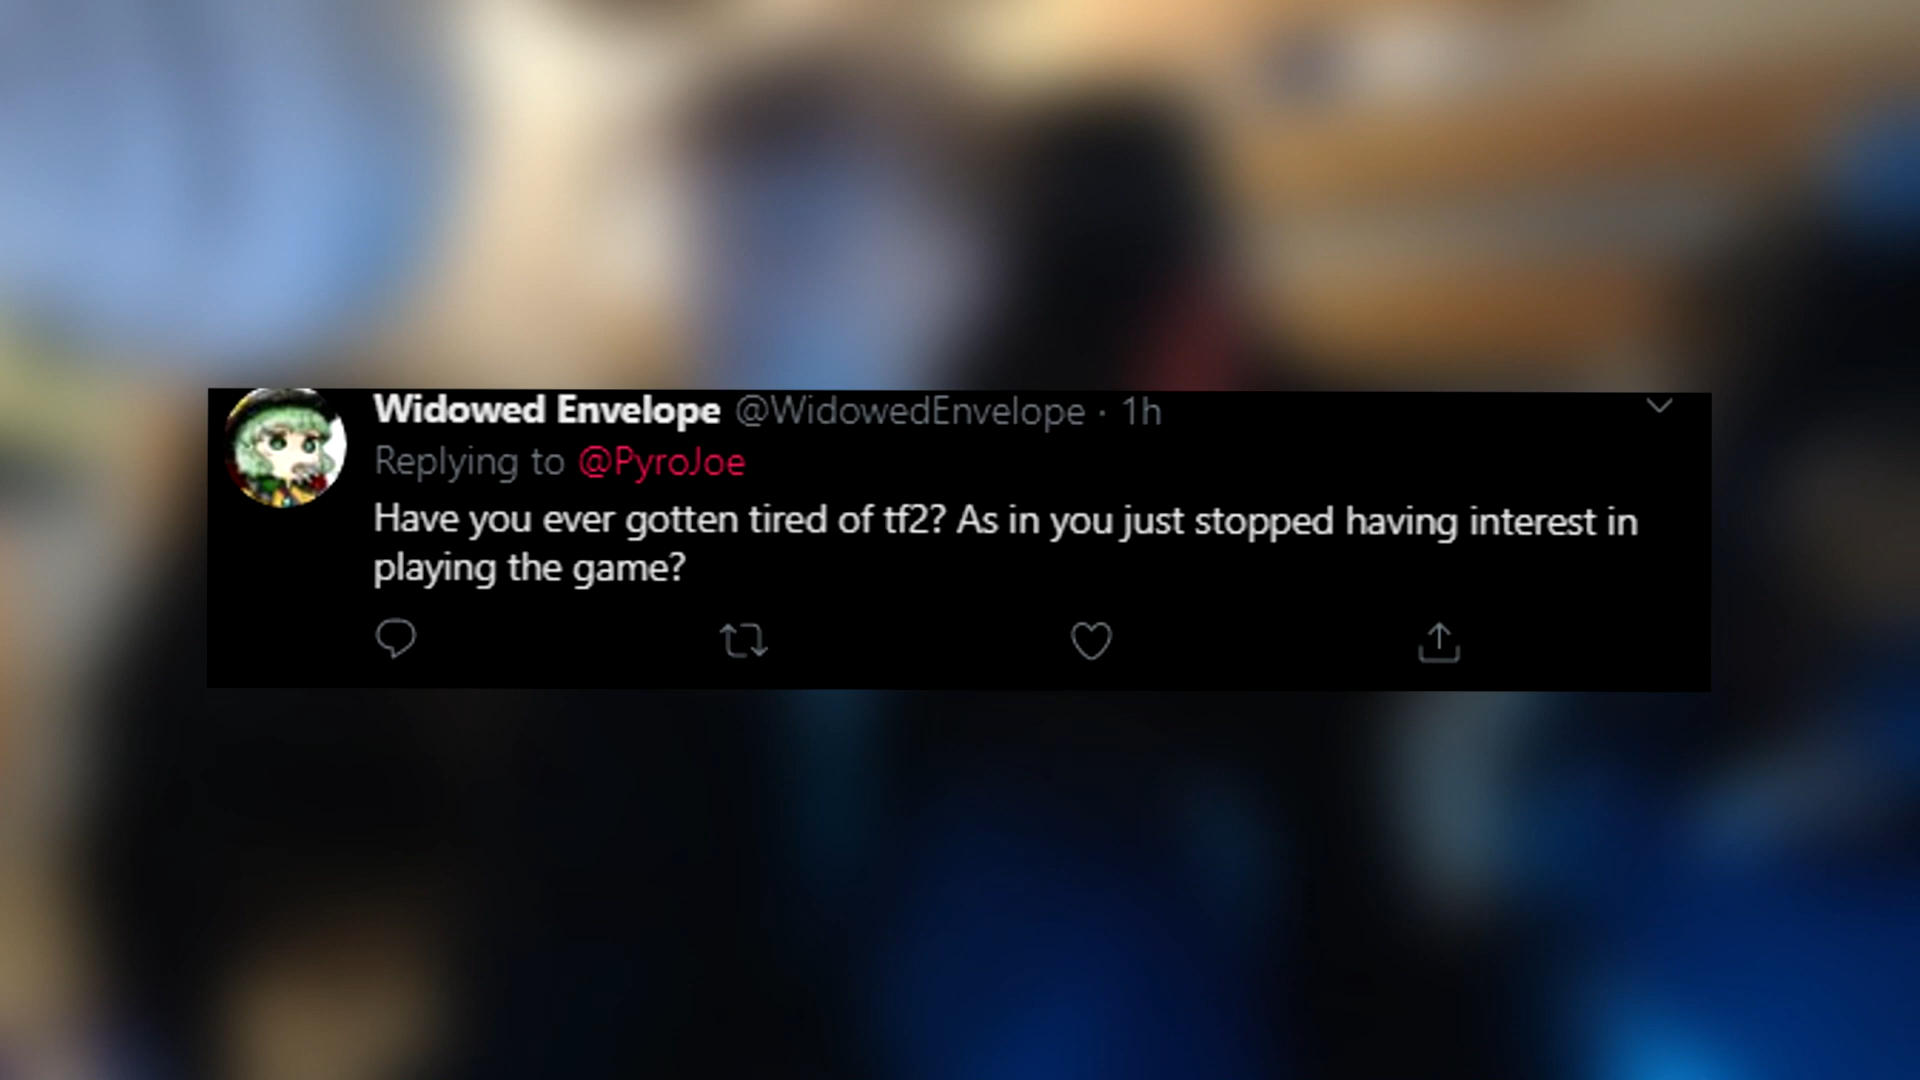 Widowed Envelope @WidowedEnvelope · 1h
Replying to @PyroJoe
Have you ever gotten tired of tf2? As in you just stopped having interest in
playing the game?